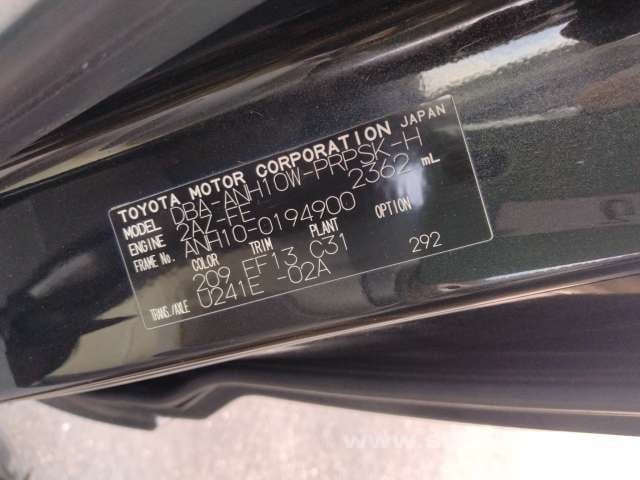 TOYOTA MOTOR CORPORATION JAPAN
MODEL DBA-ANH10W-PRPSK-H
ENGINE 2AZ-FE 2362 mL
FRAME No. ANH10-0194900
COLOR TRIM PLANT OPTION
209 FF13 C31 292
TRANS./AXLE U241E -02A